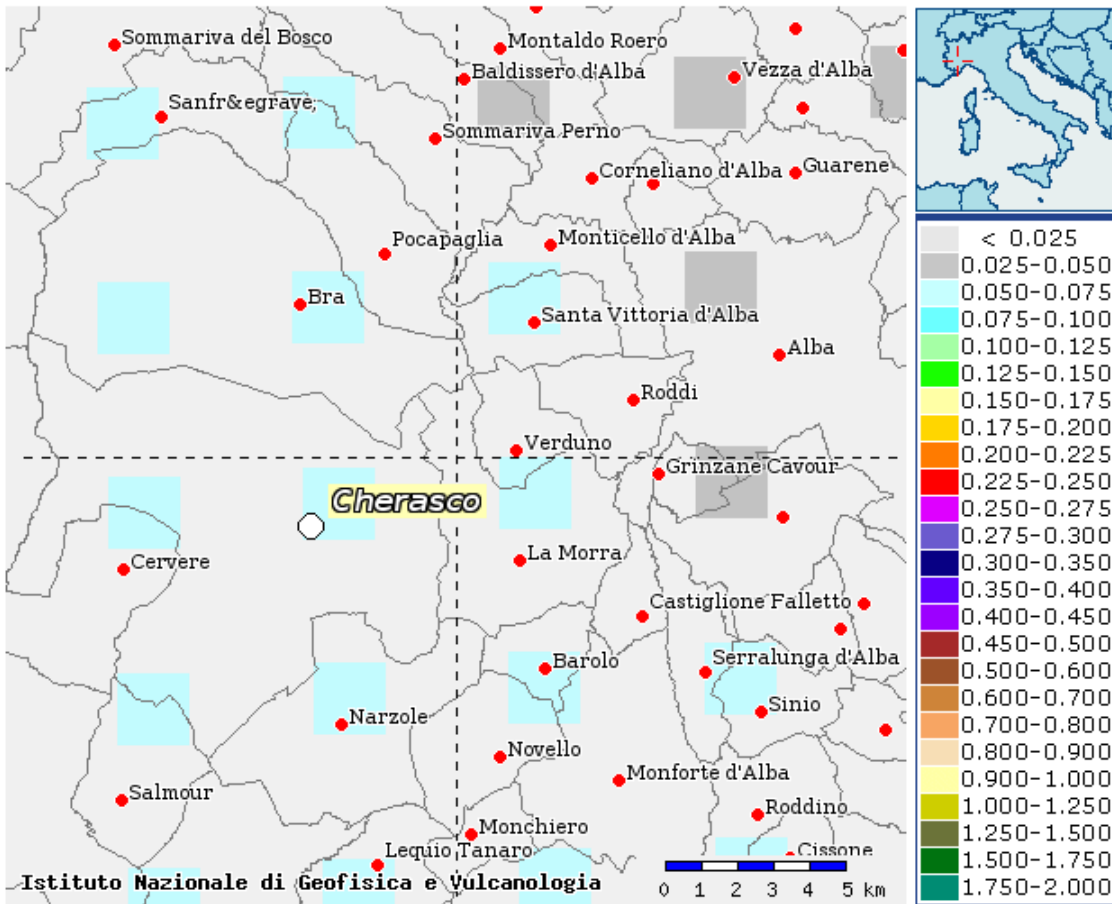 Sommariva del Bosco
Montaldo Roero
Baldissero d'Alba
Vezza d'Alba
Sanfr&egrave;
Sommariva Perno
Corneliano d'Alba
Guarene
Pocapaglia
Monticello d'Alba
Bra
Santa Vittoria d'Alba
Alba
Roddi
Verduno
Grinzane Cavour
Cherasco
La Morra
Cervere
Castiglione Falletto
Barolo
Serralunga d'Alba
Sinio
Narzole
Novello
Monforte d'Alba
Salmour
Roddino
Monchiero
Lequio Tanaro
Cissone
Istituto Nazionale di Geofisica e Vulcanologia
0 1 2 3 4 5 km
< 0.025
0.025-0.050
0.050-0.075
0.075-0.100
0.100-0.125
0.125-0.150
0.150-0.175
0.175-0.200
0.200-0.225
0.225-0.250
0.250-0.275
0.275-0.300
0.300-0.350
0.350-0.400
0.400-0.450
0.450-0.500
0.500-0.600
0.600-0.700
0.700-0.800
0.800-0.900
0.900-1.000
1.000-1.250
1.250-1.500
1.500-1.750
1.750-2.000